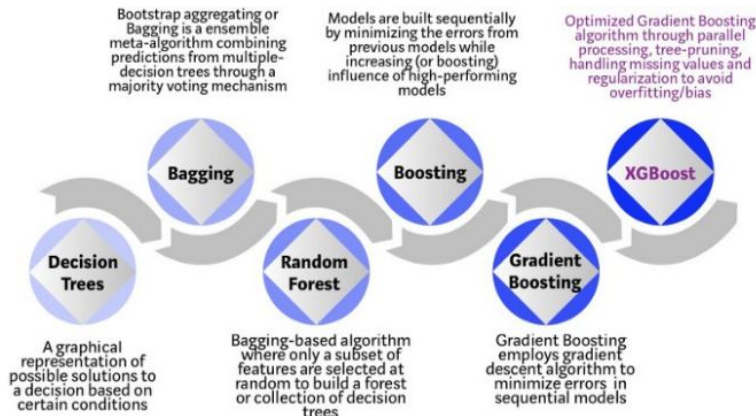 Bootstrap aggregating or
Bagging is a ensemble
meta-algorithm combining
predictions from multiple-
decision trees through a
majority voting mechanism
Models are built sequentially
by minimizing the errors from
previous models while
increasing (or boosting)
influence of high-performing
models
Optimized Gradient Boosting
algorithm through parallel
processing, tree-pruning,
handling missing values and
regularization to avoid
overfitting/bias
Bagging
Boosting
XGBoost
Decision
Trees
Random
Forest
Gradient
Boosting
A graphical
representation of
possible solutions to
a decision based on
certain conditions
Bagging-based algorithm
where only a subset of
features are selected at
random to build a forest
or collection of decision
trees
Gradient Boosting
employs gradient
descent algorithm to
minimize errors in
sequential models